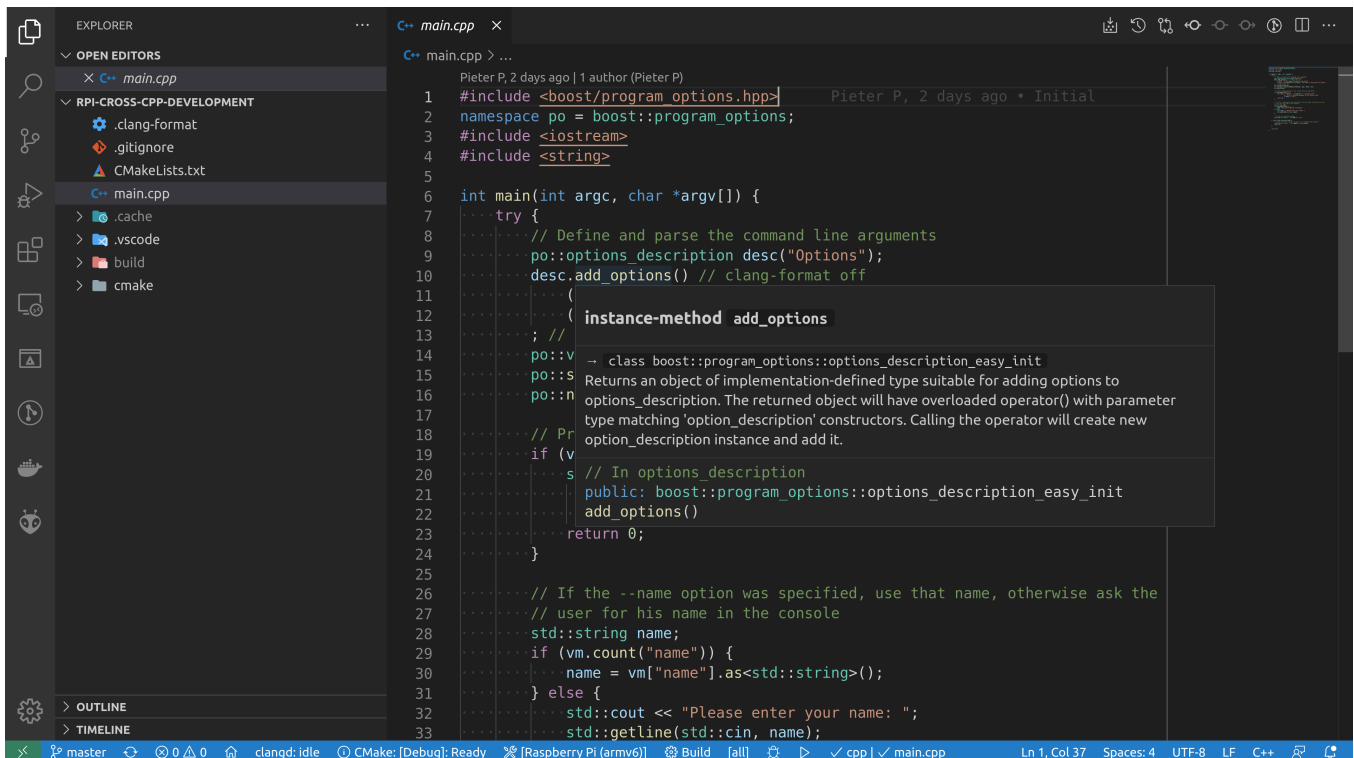 EXPLORER
OPEN EDITORS
main.cpp
RPI-CROSS-CPP-DEVELOPMENT
.clang-format
.gitignore
CMakeLists.txt
main.cpp
.cache
.vscode
build
cmake
OUTLINE
TIMELINE
main.cpp
main.cpp > ...
Pieter P, 2 days ago | 1 author (Pieter P)
1 #include <boost/program_options.hpp> Pieter P, 2 days ago • Initial
2 namespace po = boost::program_options;
3 #include <iostream>
4 #include <string>
5
6 int main(int argc, char *argv[]) {
7 try {
8 // Define and parse the command line arguments
9 po::options_description desc("Options");
10 desc.add_options() // clang-format off
11 (
12 (
13 ; //
14 po::v
15 po::s
16 po::n
17
18 // Pr
19 if (v
20 s
21
22
23 return 0;
24 }
25
26 // If the --name option was specified, use that name, otherwise ask the
27 // user for his name in the console
28 std::string name;
29 if (vm.count("name")) {
30 name = vm["name"].as<std::string>();
31 } else {
32 std::cout << "Please enter your name: ";
33 std::getline(std::cin, name);
instance-method add_options
→ class boost::program_options::options_description_easy_init
Returns an object of implementation-defined type suitable for adding options to
options_description. The returned object will have overloaded operator() with parameter
type matching 'option_description' constructors. Calling the operator will create new
option_description instance and add it.
// In options_description
public: boost::program_options::options_description_easy_init
add_options()
master 0 0 clangd: idle CMake: [Debug]: Ready [Raspberry Pi (armv6)] Build [all] cpp | main.cpp Ln 1, Col 37 Spaces: 4 UTF-8 LF C++